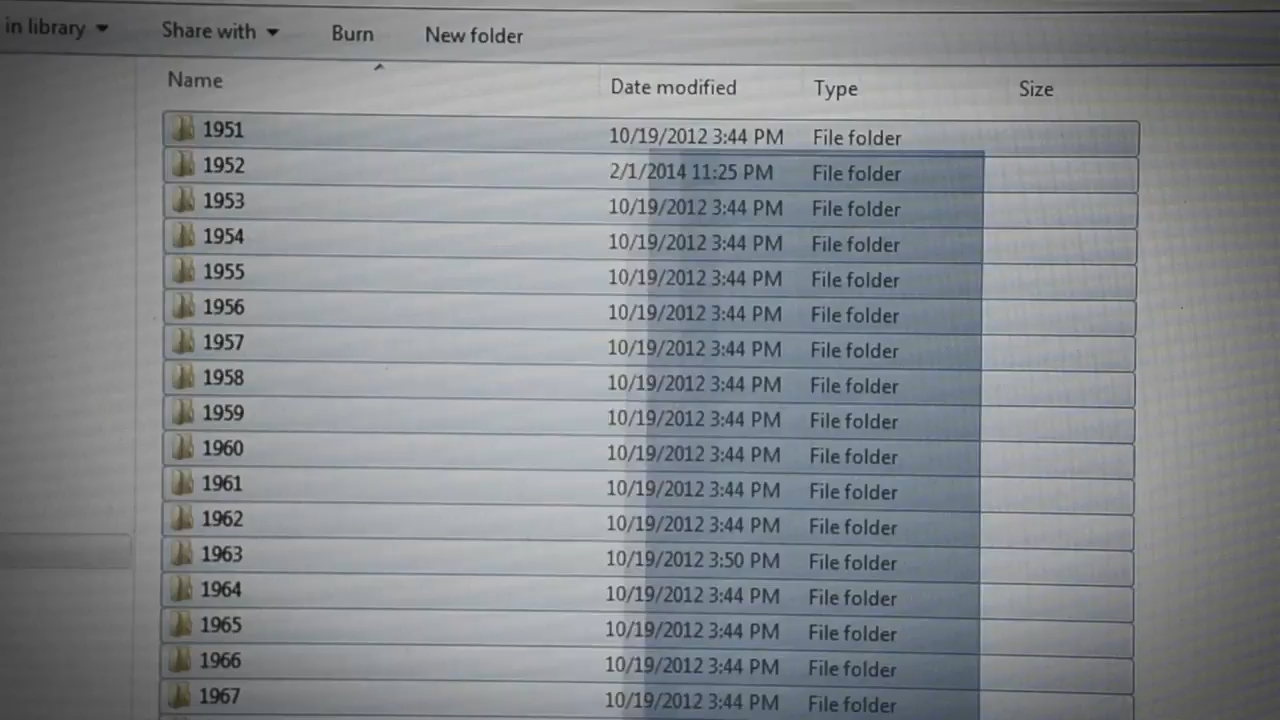 in library Share with Burn New folder
Name Date modified Type Size
1951 10/19/2012 3:44 PM File folder
1952 2/1/2014 11:25 PM File folder
1953 10/19/2012 3:44 PM File folder
1954 10/19/2012 3:44 PM File folder
1955 10/19/2012 3:44 PM File folder
1956 10/19/2012 3:44 PM File folder
1957 10/19/2012 3:44 PM File folder
1958 10/19/2012 3:44 PM File folder
1959 10/19/2012 3:44 PM File folder
1960 10/19/2012 3:44 PM File folder
1961 10/19/2012 3:44 PM File folder
1962 10/19/2012 3:44 PM File folder
1963 10/19/2012 3:50 PM File folder
1964 10/19/2012 3:44 PM File folder
1965 10/19/2012 3:44 PM File folder
1966 10/19/2012 3:44 PM File folder
1967 10/19/2012 3:44 PM File folder